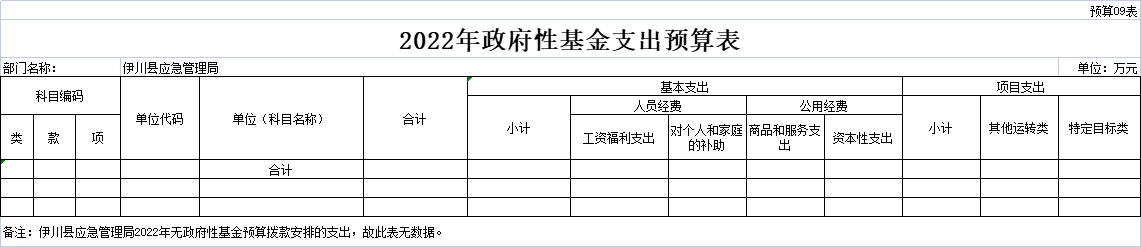 预算09表
2022年政府性基金支出预算表
部门名称： 伊川县应急管理局 单位：万元
科目编码 单位代码 单位（科目名称） 合计 基本支出 项目支出
类 款 项 小计 人员经费 公用经费 小计 其他运转类 特定目标类
工资福利支出 对个人和家庭的补助 商品和服务支出 资本性支出
合计
备注：伊川县应急管理局2022年无政府性基金预算拨款安排的支出，故此表无数据。